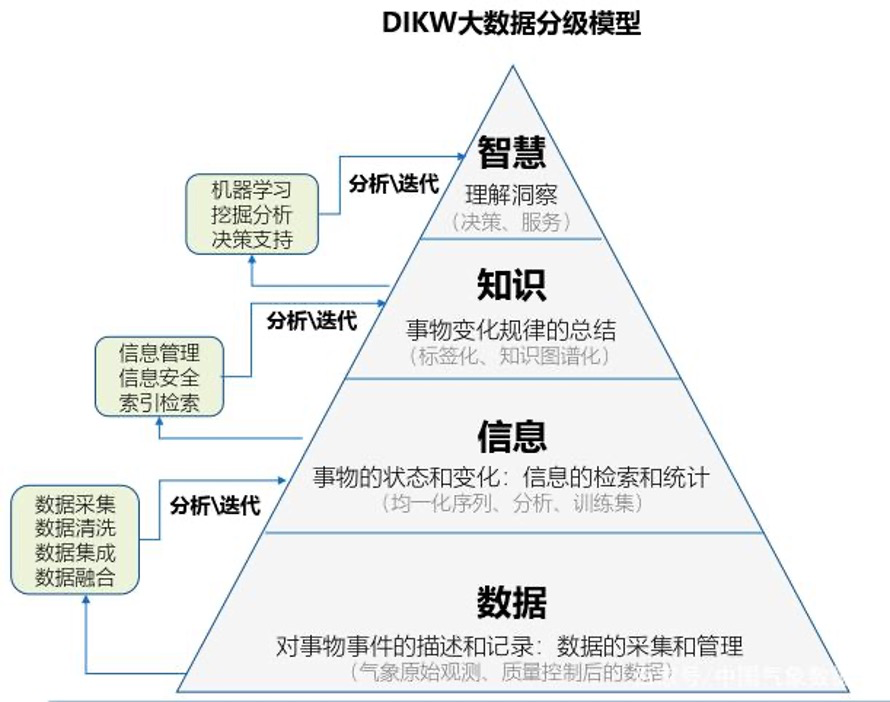 DIKW大数据分级模型
智慧
理解洞察
（决策、服务）
机器学习
挖掘分析
决策支持
分析\迭代
知识
事物变化规律的总结
（标签化、知识图谱化）
分析\迭代
信息管理
信息安全
索引检索
信息
事物的状态和变化：信息的检索和统计
（均一化序列、分析、训练集）
分析\迭代
数据采集
数据清洗
数据集成
数据融合
数据
对事物事件的描述和记录：数据的采集和管理
（气象原始观测、质量控制后的数据）
号/中国气象数